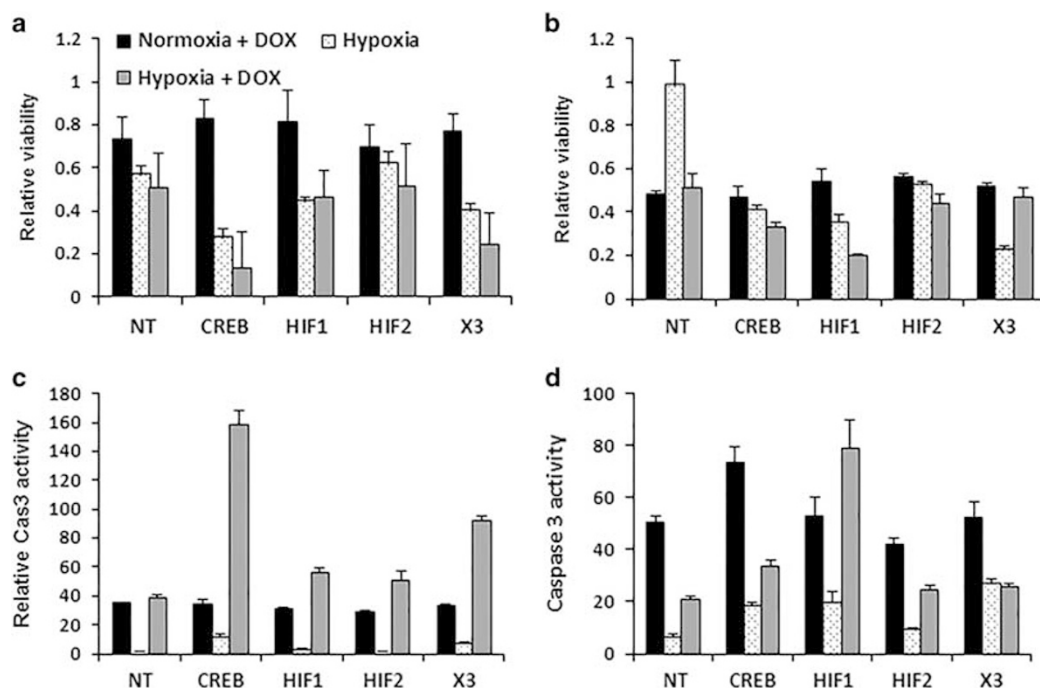 a
Normoxia + DOX
Hypoxia
Hypoxia + DOX
Relative viability
1.2
1
0.8
0.6
0.4
0.2
0
NT CREB HIF1 HIF2 X3
b
Relative viability
1.2
1
0.8
0.6
0.4
0.2
0
NT CREB HIF1 HIF2 X3
c
Relative Cas3 activity
180
160
140
120
100
80
60
40
20
0
NT CREB HIF1 HIF2 X3
d
Caspase 3 activity
100
80
60
40
20
0
NT CREB HIF1 HIF2 X3